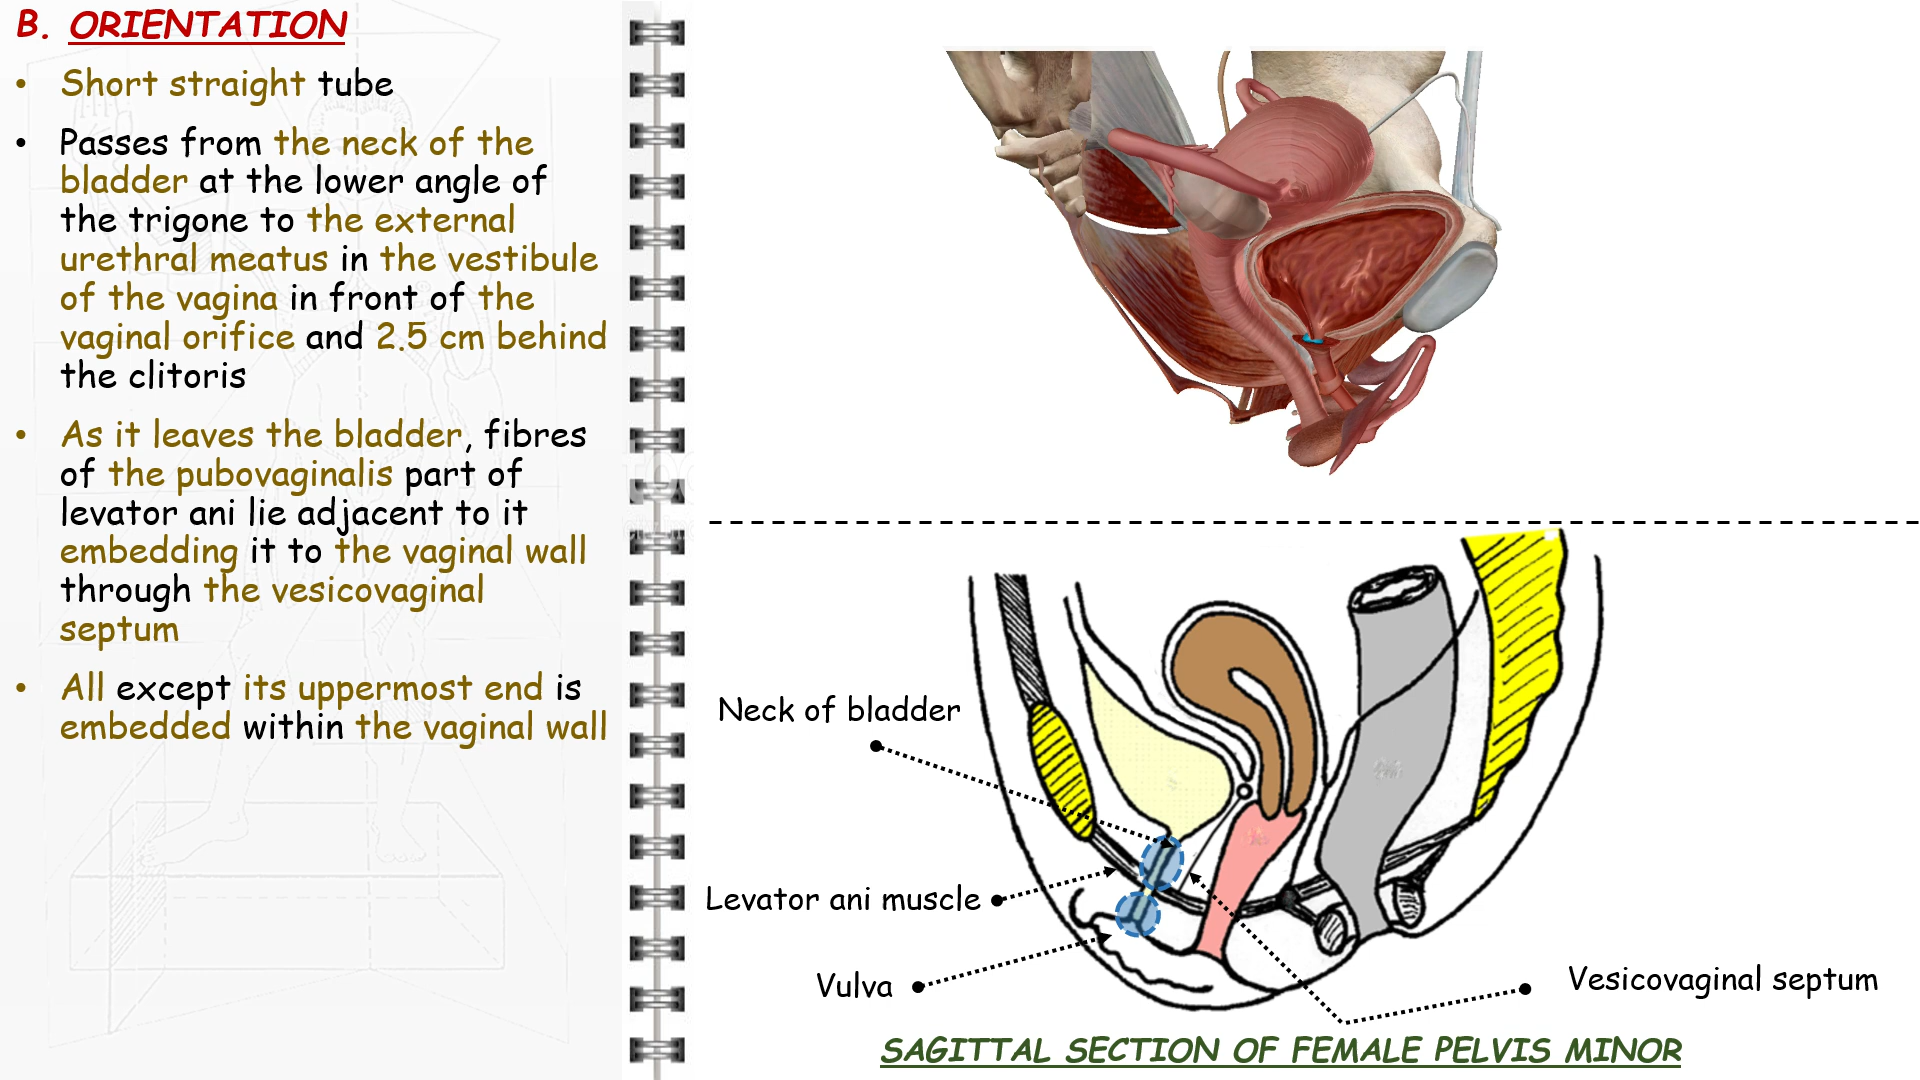 B. ORIENTATION
• Short straight tube
• Passes from the neck of the
bladder at the lower angle of
the trigone to the external
urethral meatus in the vestibule
of the vagina in front of the
vaginal orifice and 2.5 cm behind
the clitoris
• As it leaves the bladder, fibres
of the pubovaginalis part of
levator ani lie adjacent to it
embedding it to the vaginal wall
through the vesicovaginal
septum
• All except its uppermost end is
embedded within the vaginal wall
Neck of bladder
Levator ani muscle
Vulva
Vesicovaginal septum
SAGITTAL SECTION OF FEMALE PELVIS MINOR